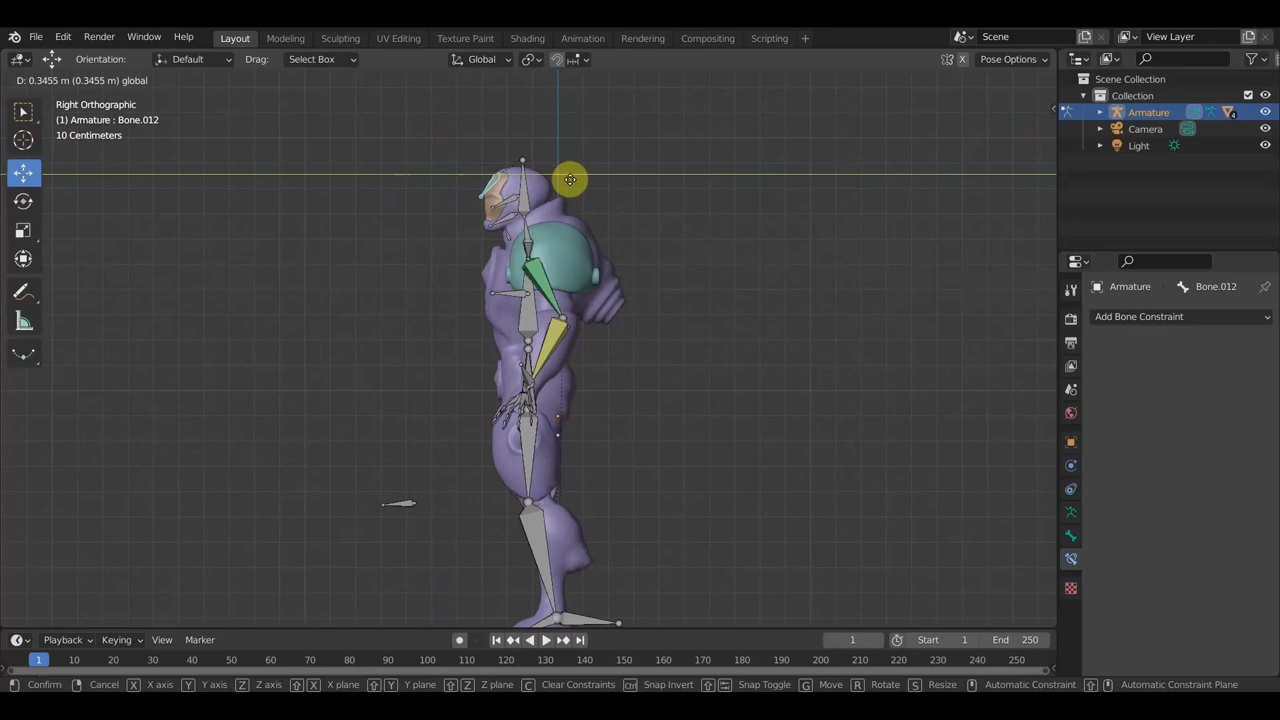 File Edit Render Window Help Layout Modeling Sculpting UV Editing Texture Paint Shading Animation Rendering Compositing Scripting + Scene View Layer
Orientation: Default Drag: Select Box Global X Pose Options
D: 0.3455 m (0.3455 m) global
Scene Collection
Right Orthographic
Collection
(1) Armature : Bone.012
Armature 4
10 Centimeters
Camera
Light
Armature Bone.012
Add Bone Constraint
Playback Keying View Marker 1 Start 1 End 250
1 10 20 30 40 50 60 70 80 90 100 110 120 130 140 150 160 170 180 190 200 210 220 230 240 250
Confirm Cancel X X axis Y Y axis Z Z axis X X plane Y Y plane Z Z plane C Clear Constraints Ctrl Snap Invert Snap Toggle G Move R Rotate S Resize Automatic Constraint Automatic Constraint Plane